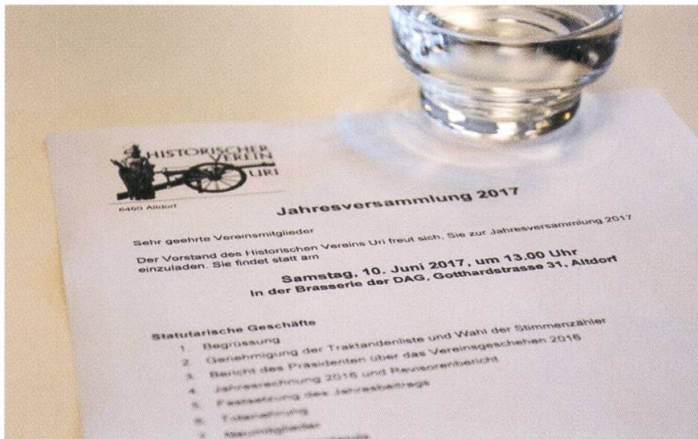 HISTORISCHER
VEREIN
URI
6460 Altdorf
Jahresversammlung 2017
Sehr geehrte Vereinsmitglieder
Der Vorstand des Historischen Vereins Uri freut sich, Sie zur Jahresversammlung 2017
einzuladen. Sie findet statt am
Samstag, 10. Juni 2017, um 13.00 Uhr
In der Brasserie der DAG, Gotthardstrasse 31, Altdorf
Statutarische Geschäfte
1. Begrüssung
2. Genehmigung der Traktandenliste und Wahl der Stimmenzähler
3. Bericht des Präsidenten über das Vereinsgeschehen 2016
4. Jahresrechnung 2016 und Revisorenbericht
5. Festsetzung des Jahresbeitrags
6. Totenehrung
7. Neumitglieder